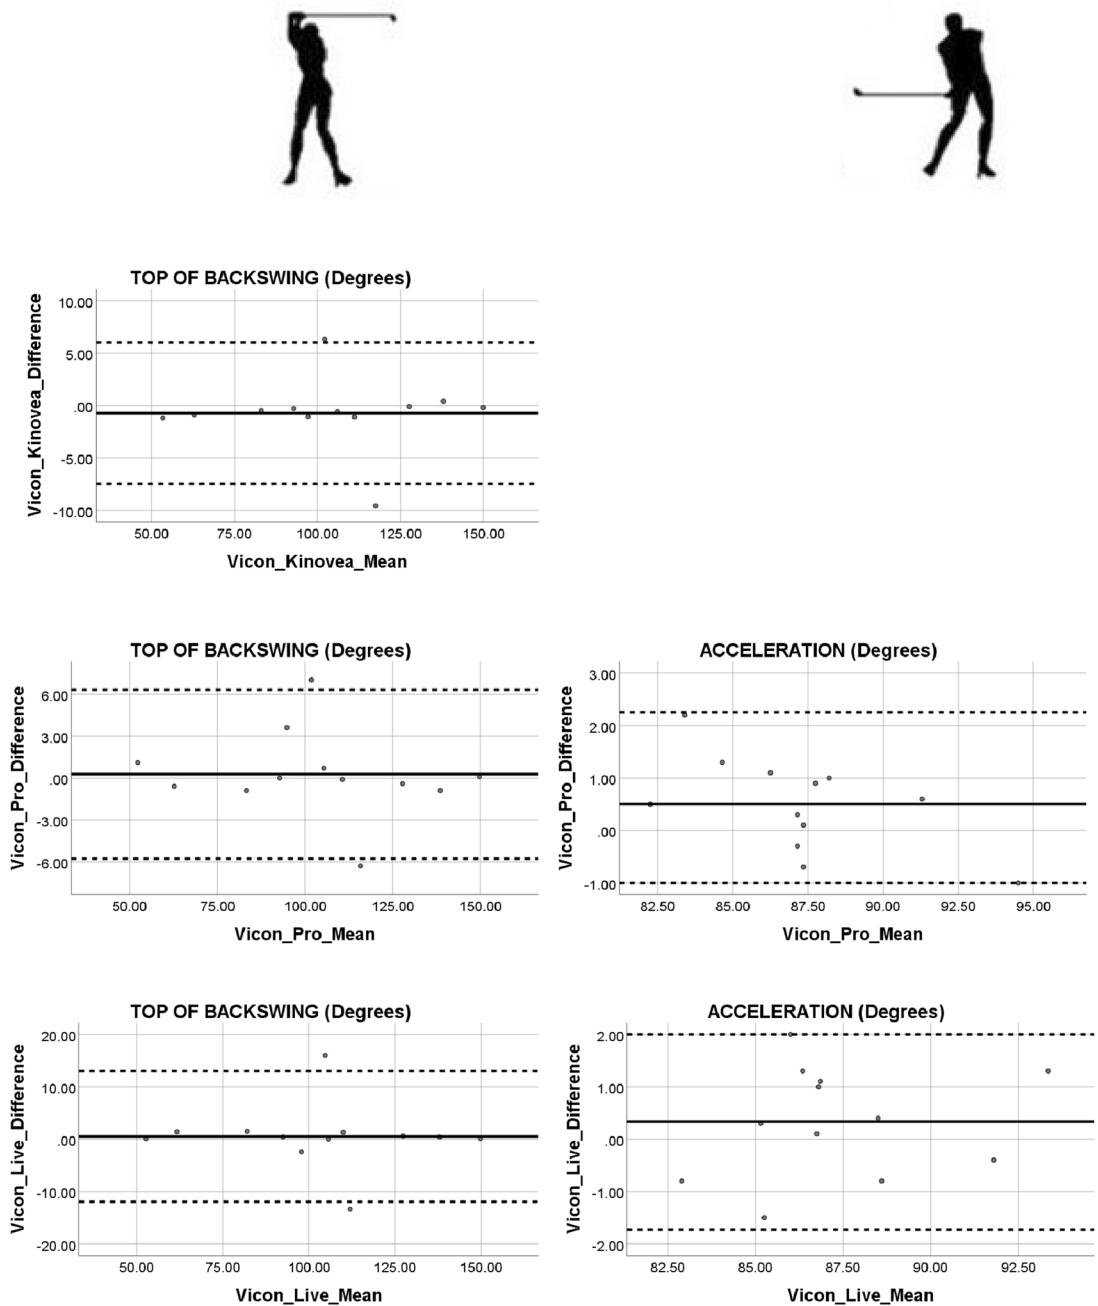 TOP OF BACKSWING (Degrees)
Vicon_Kinovea_Difference
10.00
5.00
.00
-5.00
-10.00
50.00 75.00 100.00 125.00 150.00
Vicon_Kinovea_Mean
TOP OF BACKSWING (Degrees)
Vicon_Pro_Difference
6.00
3.00
.00
-3.00
-6.00
50.00 75.00 100.00 125.00 150.00
Vicon_Pro_Mean
ACCELERATION (Degrees)
Vicon_Pro_Difference
3.00
2.00
1.00
.00
-1.00
82.50 85.00 87.50 90.00 92.50 95.00
Vicon_Pro_Mean
TOP OF BACKSWING (Degrees)
Vicon_Live_Difference
20.00
10.00
.00
-10.00
-20.00
50.00 75.00 100.00 125.00 150.00
Vicon_Live_Mean
ACCELERATION (Degrees)
Vicon_Live_Difference
2.00
1.00
.00
-1.00
-2.00
82.50 85.00 87.50 90.00 92.50
Vicon_Live_Mean